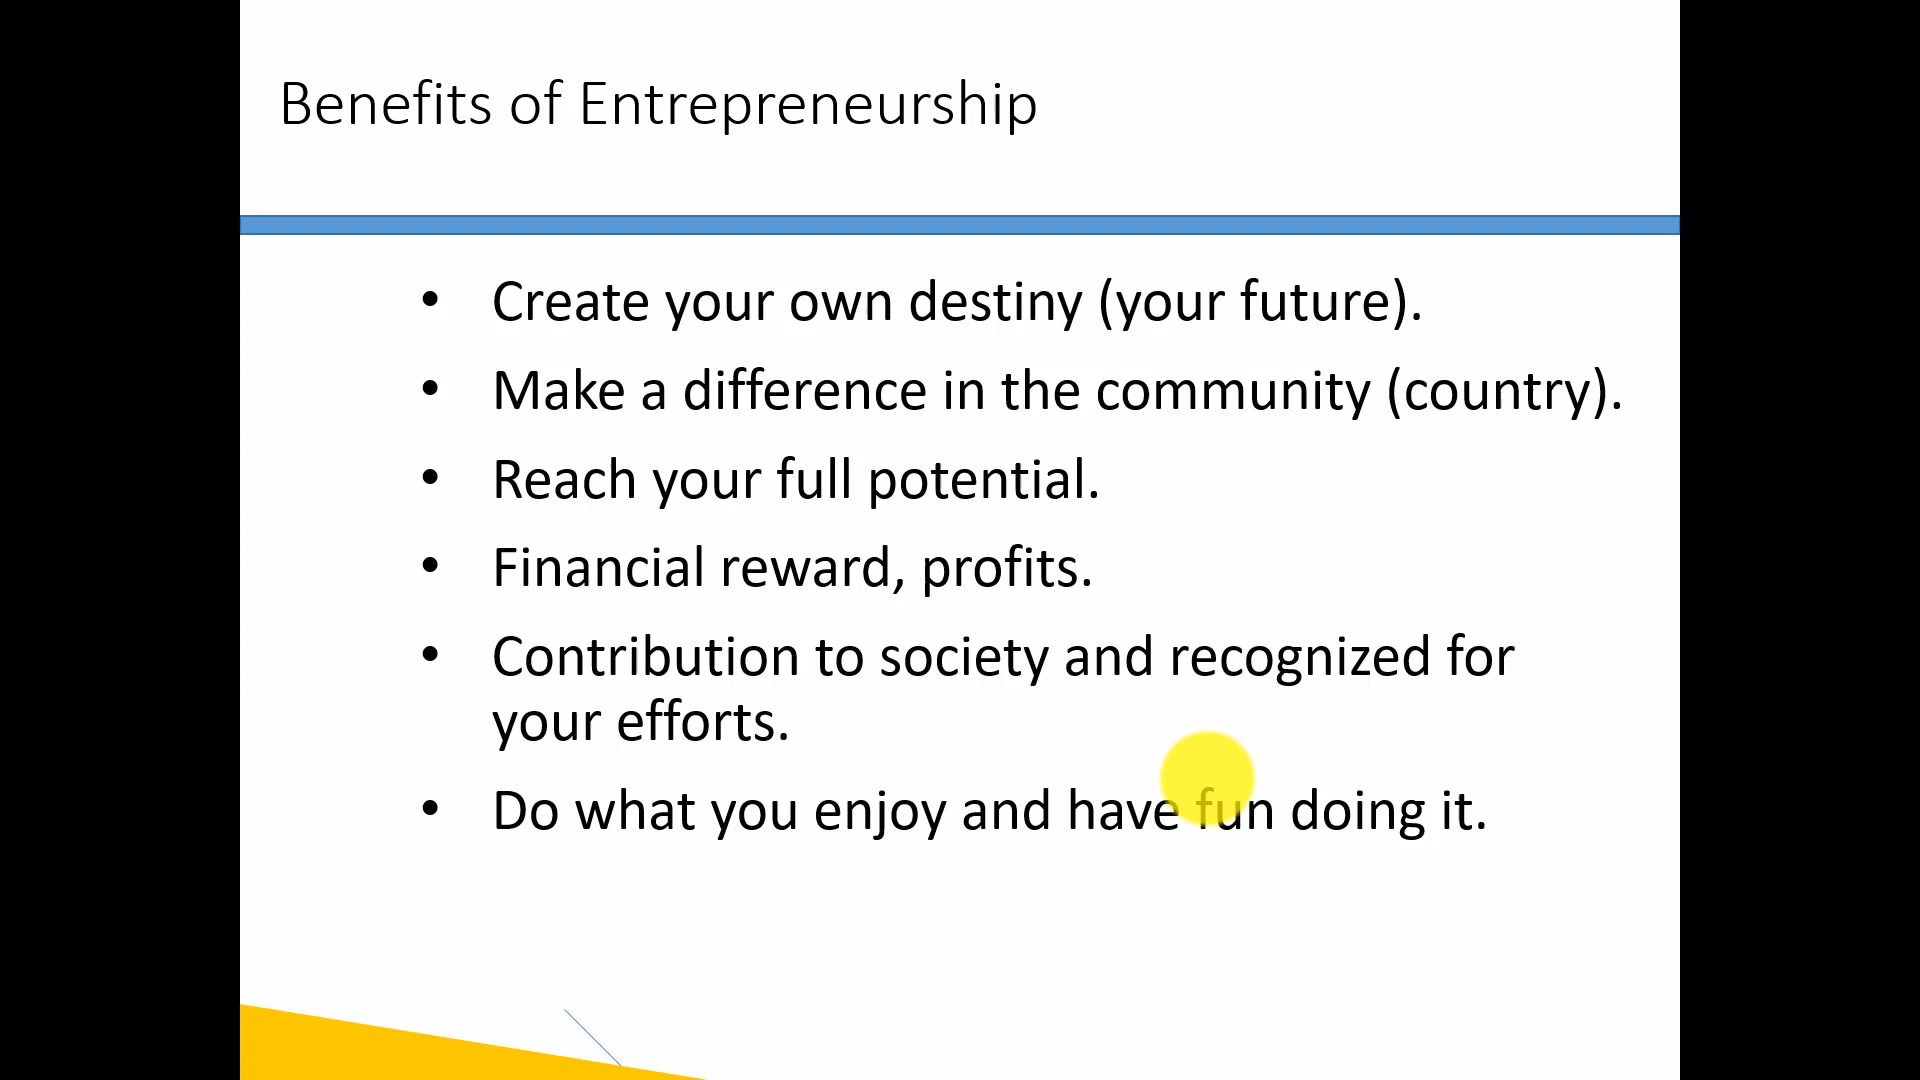 Benefits of Entrepreneurship
• Create your own destiny (your future).
• Make a difference in the community (country).
• Reach your full potential.
• Financial reward, profits.
• Contribution to society and recognized for
your efforts.
• Do what you enjoy and have fun doing it.